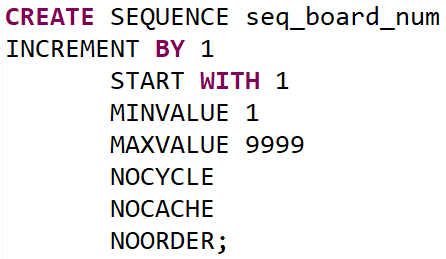 CREATE SEQUENCE seq_board_num
INCREMENT BY 1
START WITH 1
MINVALUE 1
MAXVALUE 9999
NOCYCLE
NOCACHE
NOORDER;